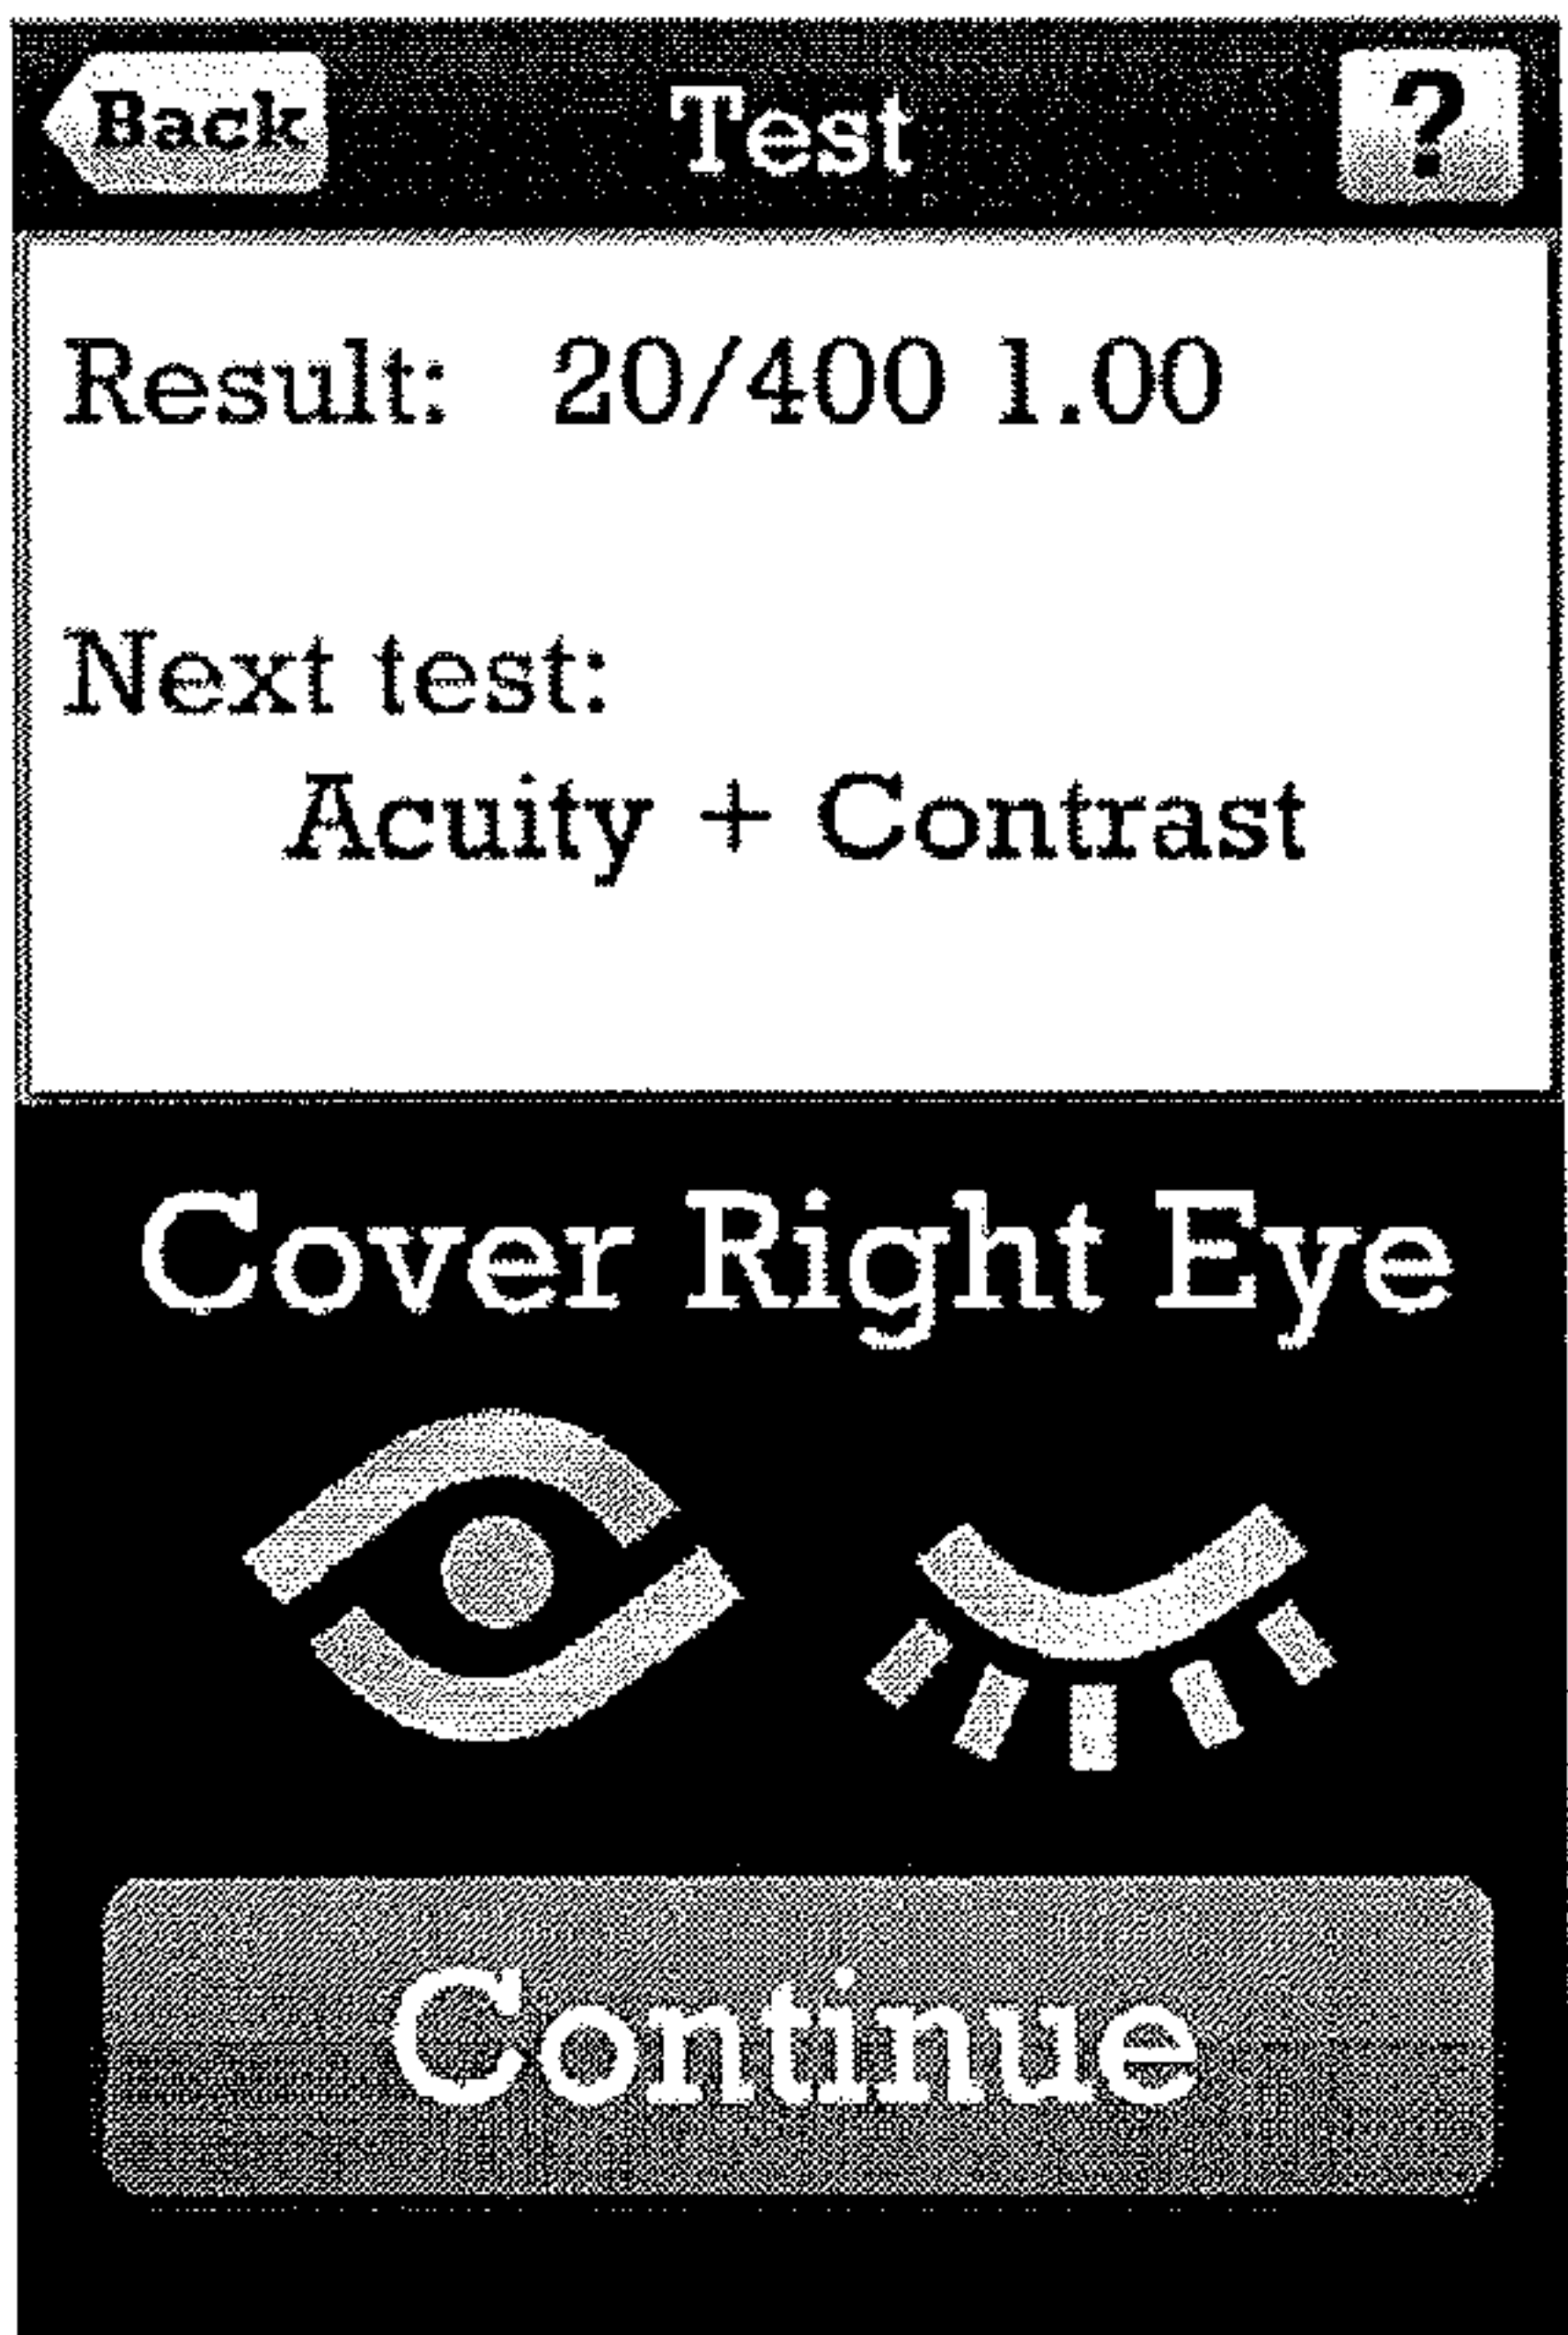 Back Test ?
Result: 20/400 1.00
Next test:
Acuity + Contrast
Cover Right Eye
Continue